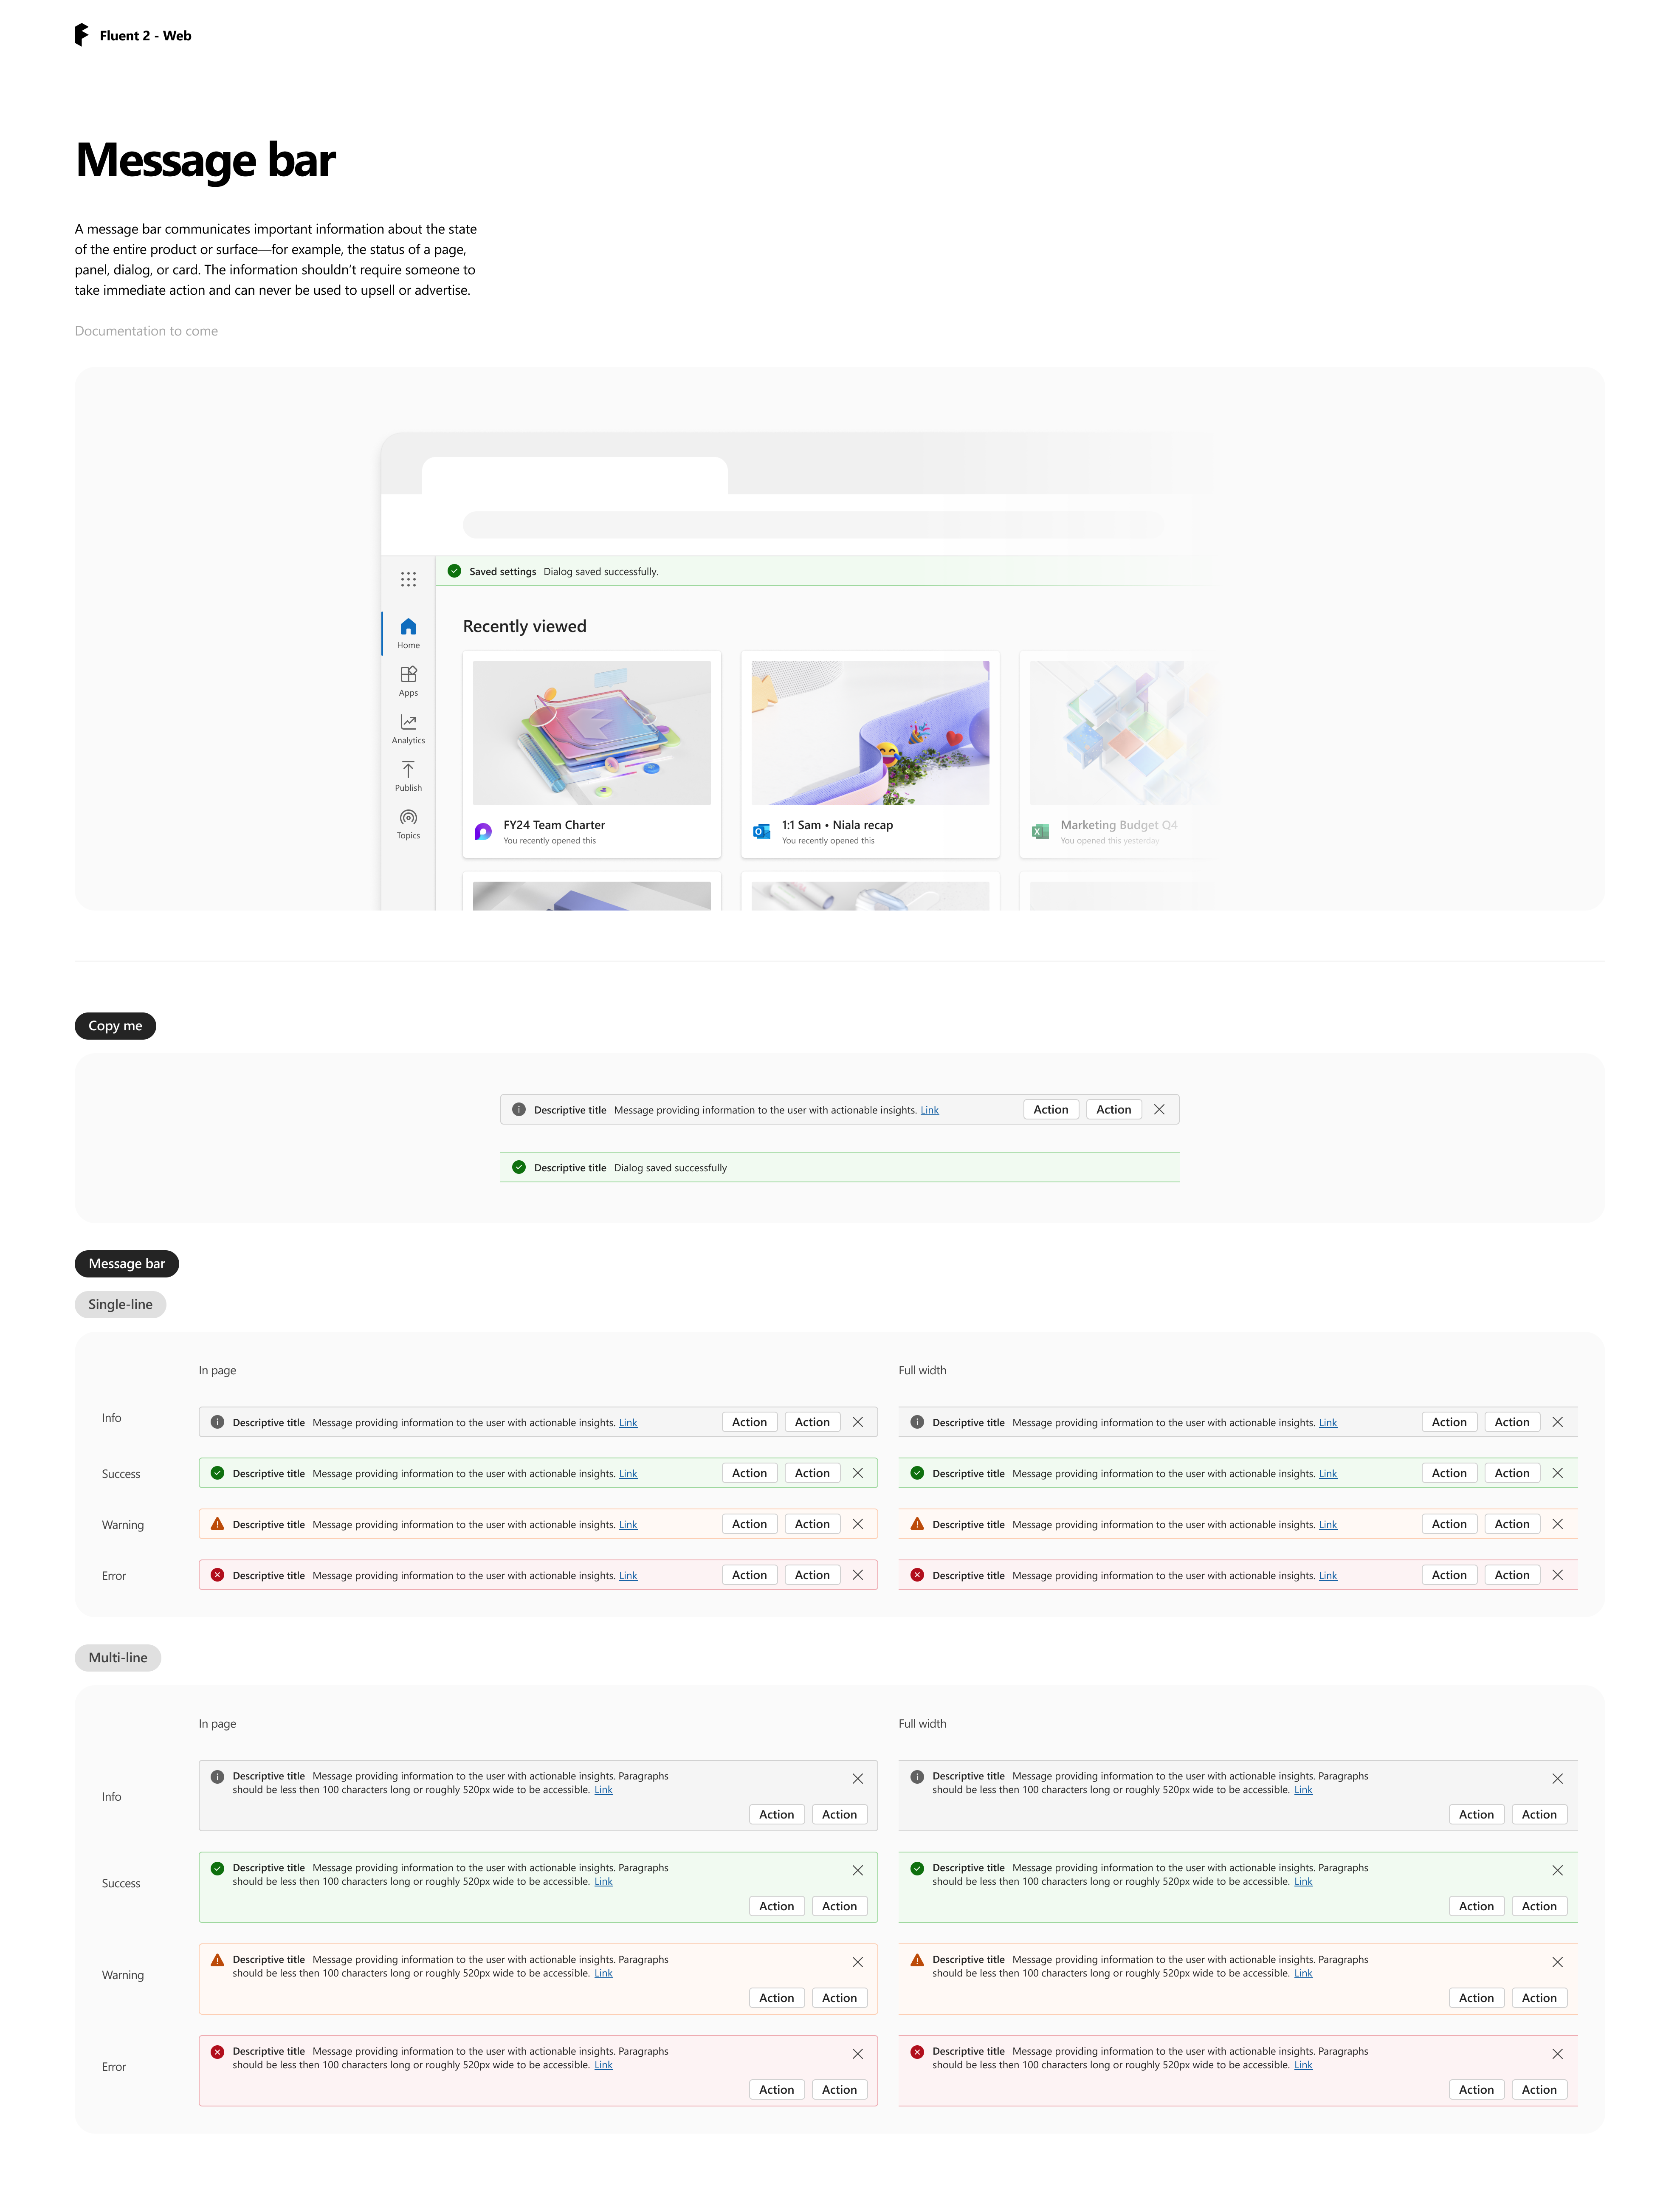 Fluent 2 - Web
Message bar
A message bar communicates important information about the state
of the entire product or surface—for example, the status of a page,
panel, dialog, or card. The information shouldn't require someone to
take immediate action and can never be used to upsell or advertise.
Documentation to come
Saved settings Dialog saved successfully.
Home
Apps
Analytics
Publish
Topics
Recently viewed
FY24 Team Charter
You recently opened this
1:1 Sam • Niala recap
You recently opened this
Marketing Budget Q4
You opened this yesterday
Copy me
Descriptive title Message providing information to the user with actionable insights. Link Action Action
Descriptive title Dialog saved successfully
Message bar
Single-line
In page Full width
Info
Descriptive title Message providing information to the user with actionable insights. Link Action Action
Descriptive title Message providing information to the user with actionable insights. Link Action Action
Success
Descriptive title Message providing information to the user with actionable insights. Link Action Action
Descriptive title Message providing information to the user with actionable insights. Link Action Action
Warning
Descriptive title Message providing information to the user with actionable insights. Link Action Action
Descriptive title Message providing information to the user with actionable insights. Link Action Action
Error
Descriptive title Message providing information to the user with actionable insights. Link Action Action
Descriptive title Message providing information to the user with actionable insights. Link Action Action
Multi-line
In page Full width
Info
Descriptive title Message providing information to the user with actionable insights. Paragraphs
should be less then 100 characters long or roughly 520px wide to be accessible. Link
Action Action
Descriptive title Message providing information to the user with actionable insights. Paragraphs
should be less then 100 characters long or roughly 520px wide to be accessible. Link
Action Action
Success
Descriptive title Message providing information to the user with actionable insights. Paragraphs
should be less then 100 characters long or roughly 520px wide to be accessible. Link
Action Action
Descriptive title Message providing information to the user with actionable insights. Paragraphs
should be less then 100 characters long or roughly 520px wide to be accessible. Link
Action Action
Warning
Descriptive title Message providing information to the user with actionable insights. Paragraphs
should be less then 100 characters long or roughly 520px wide to be accessible. Link
Action Action
Descriptive title Message providing information to the user with actionable insights. Paragraphs
should be less then 100 characters long or roughly 520px wide to be accessible. Link
Action Action
Error
Descriptive title Message providing information to the user with actionable insights. Paragraphs
should be less then 100 characters long or roughly 520px wide to be accessible. Link
Action Action
Descriptive title Message providing information to the user with actionable insights. Paragraphs
should be less then 100 characters long or roughly 520px wide to be accessible. Link
Action Action